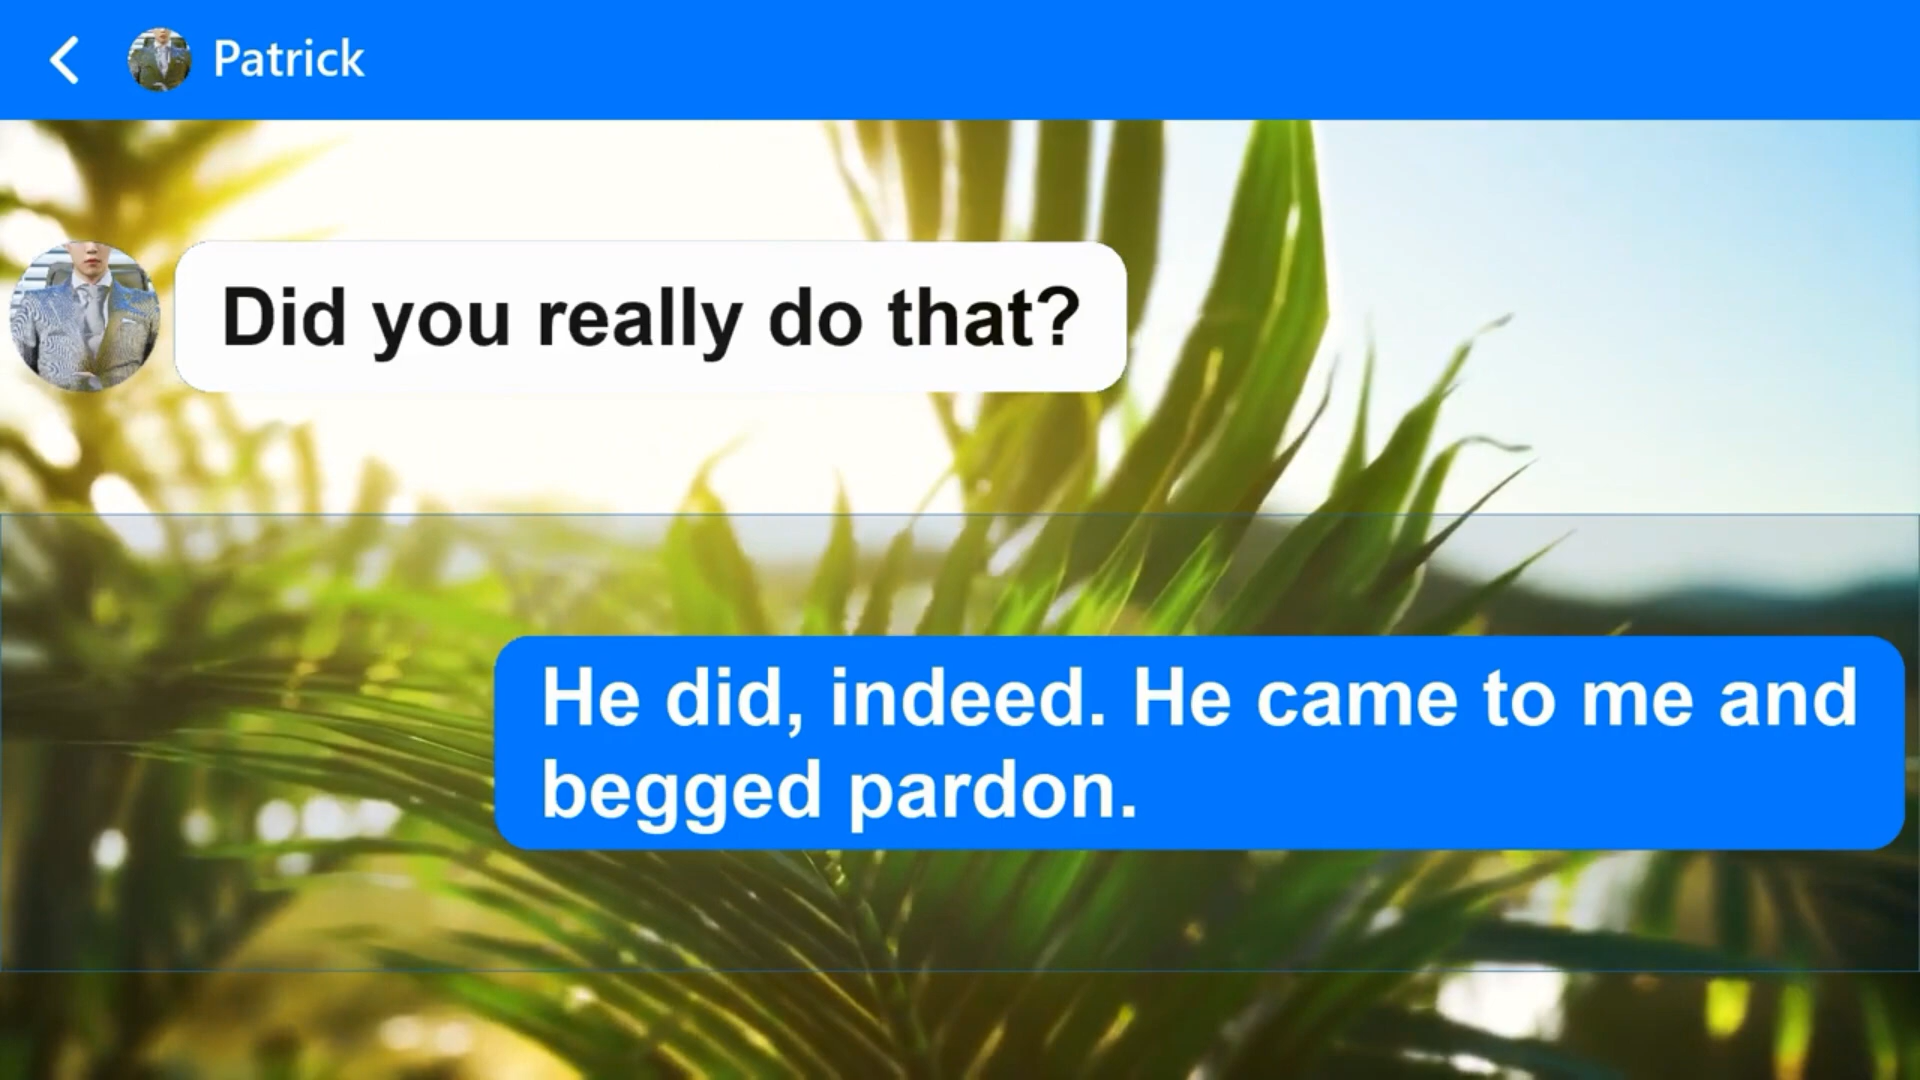 Patrick
Did you really do that?
He did, indeed. He came to me and
begged pardon.